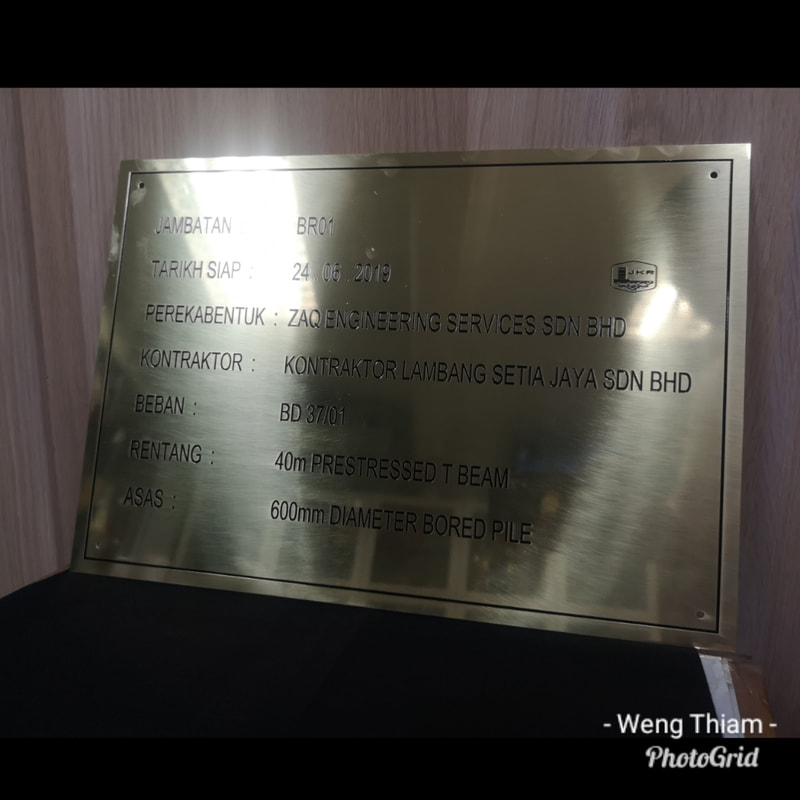 JAMBATAN : BR01
TARIKH SIAP : 24 . 06 . 2019
JKR
PEREKABENTUK : ZAQ ENGINEERING SERVICES SDN BHD
KONTRAKTOR : KONTRAKTOR LAMBANG SETIA JAYA SDN BHD
BEBAN : BD 37/01
RENTANG : 40m PRESTRESSED T BEAM
ASAS : 600mm DIAMETER BORED PILE
- Weng Thiam -
PhotoGrid